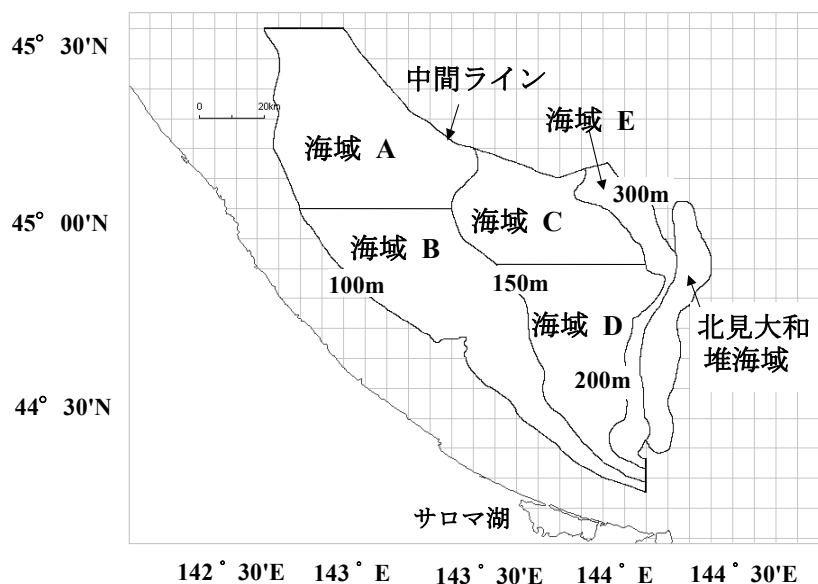 45° 30'N
中間ライン
0 20km
海域 E
海域 A
300m
45° 00'N
海域 C
海域 B
100m
150m
海域 D
北見大和
堆海域
200m
44° 30'N
サロマ湖
142° 30'E
143° E
143° 30'E
144° E
144° 30'E